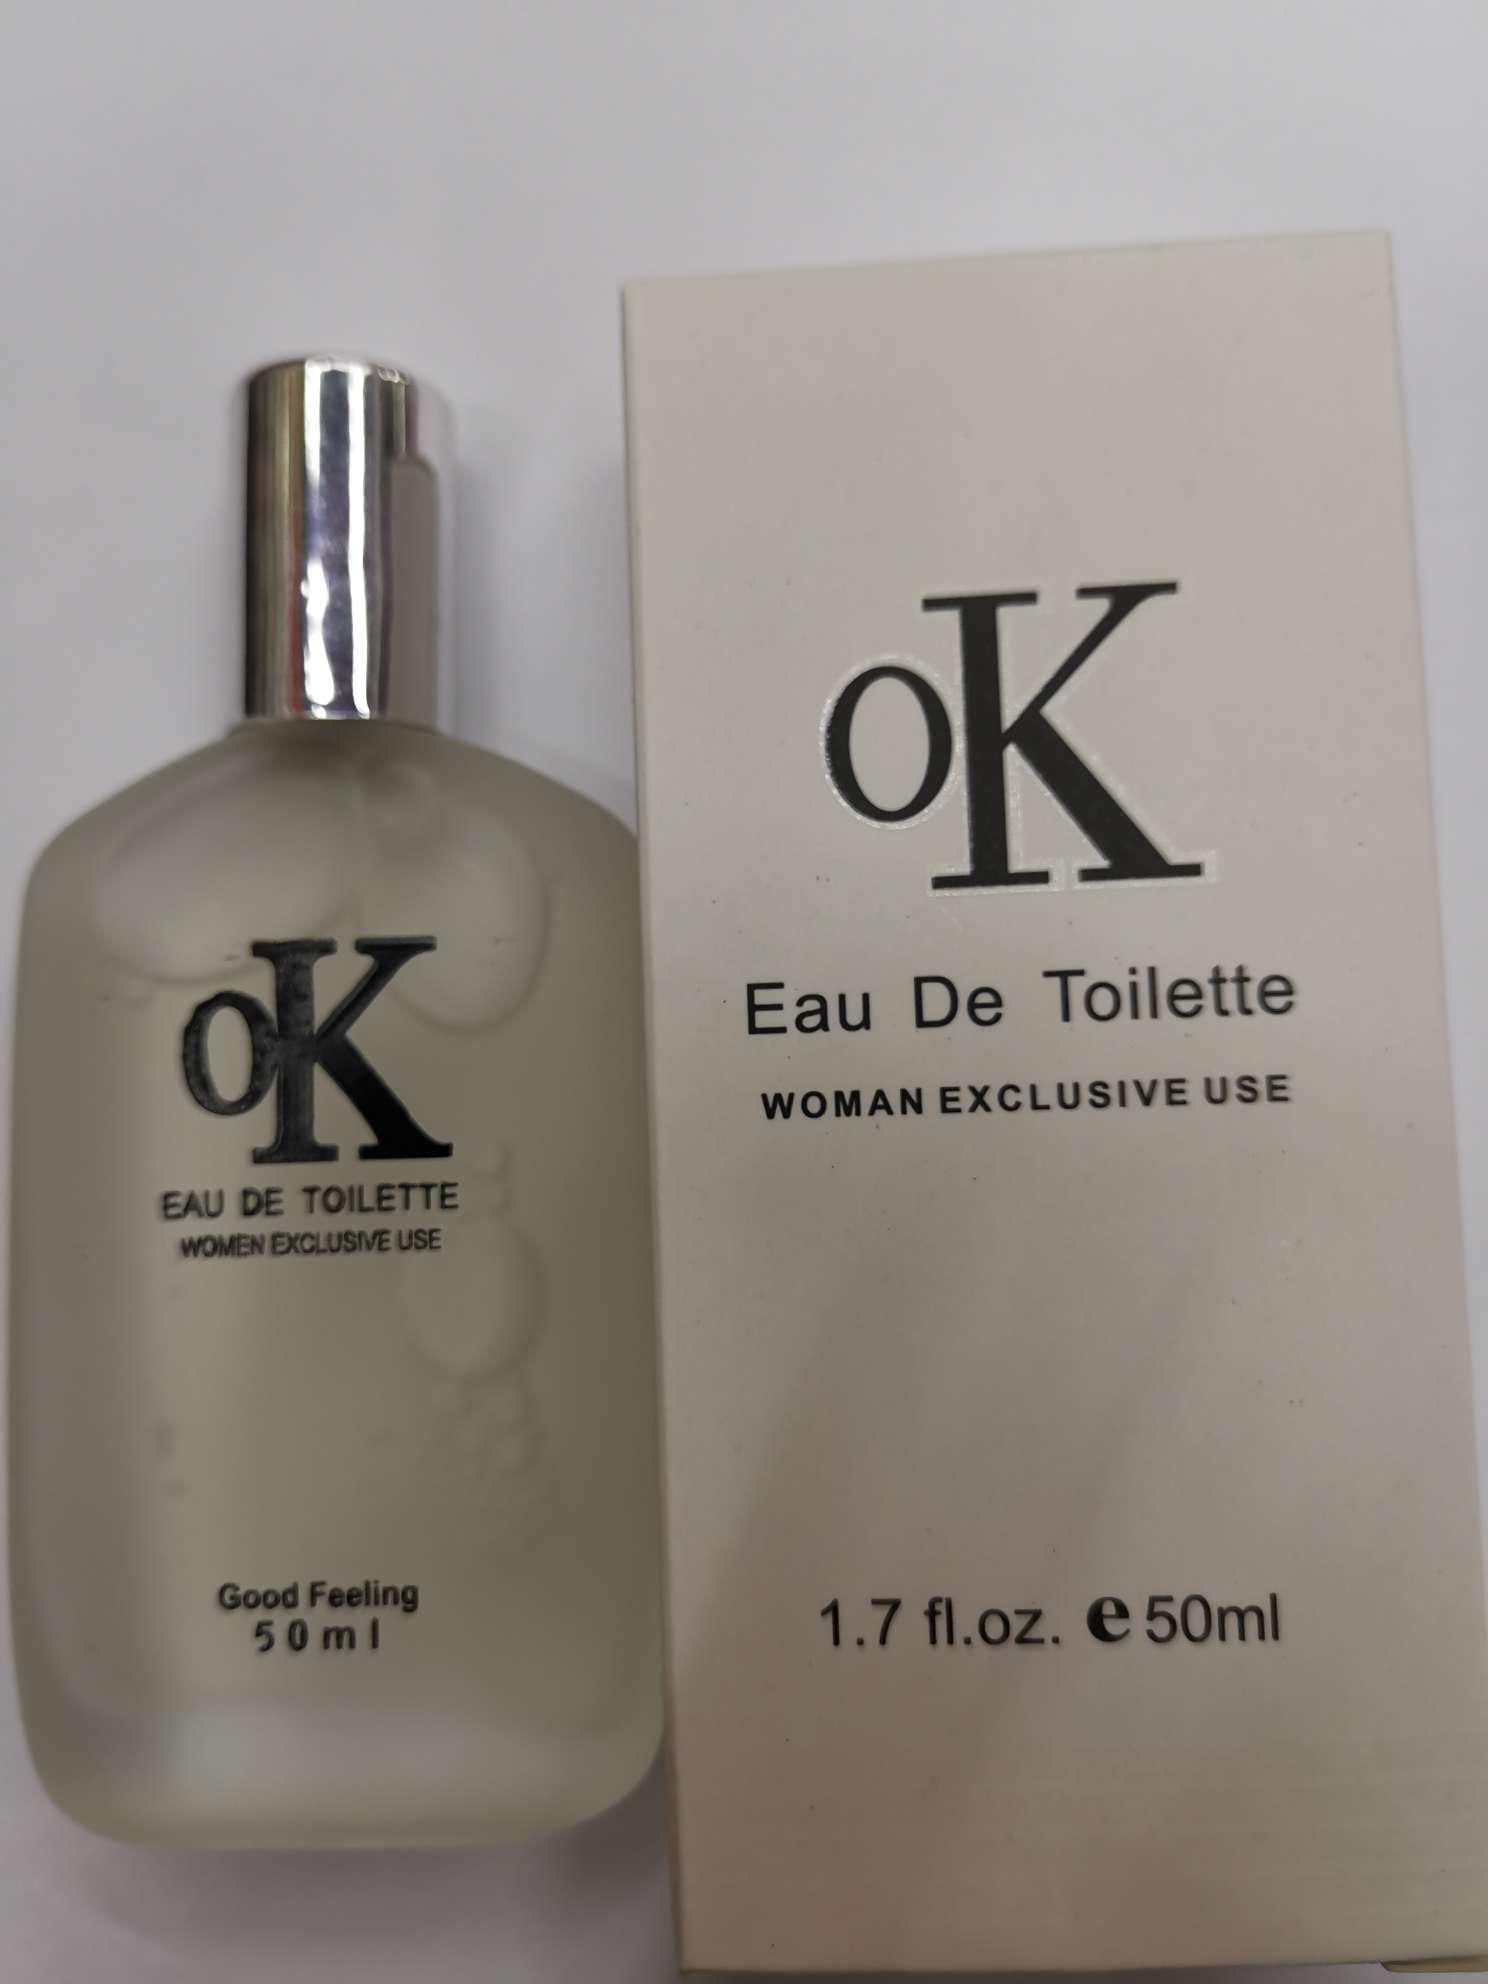 oK
EAU DE TOILETTE
WOMEN EXCLUSIVE USE
Good Feeling
50ml
oK
Eau De Toilette
WOMAN EXCLUSIVE USE
1.7 fl.oz. e50ml